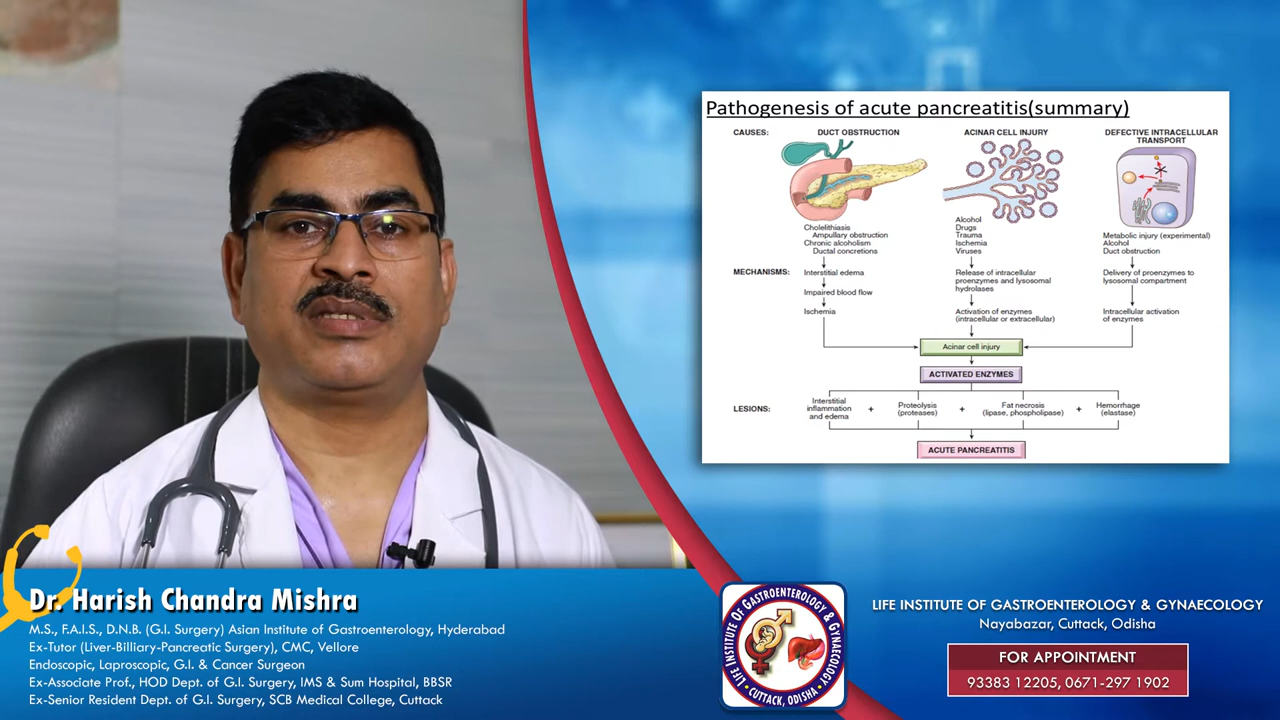 Pathogenesis of acute pancreatitis(summary)
CAUSES:
DUCT OBSTRUCTION
ACINAR CELL INJURY
DEFECTIVE INTRACELLULAR
TRANSPORT
Cholelithiasis
Ampullary obstruction
Chronic alcoholism
Ductal concretions
Alcohol
Drugs
Trauma
Ischemia
Viruses
Metabolic injury (experimental)
Alcohol
Duct obstruction
MECHANISMS:
Interstitial edema
Impaired blood flow
Ischemia
Release of intracellular
proenzymes and lysosomal
hydrolases
Activation of enzymes
(intracellular or extracellular)
Delivery of proenzymes to
lysosomal compartment
Intracellular activation
of enzymes
Acinar cell injury
ACTIVATED ENZYMES
LESIONS:
Interstitial
inflammation
and edema
+
Proteolysis
(proteases)
+
Fat necrosis
(lipase, phospholipase)
+
Hemorrhage
(elastase)
ACUTE PANCREATITIS
Dr. Harish Chandra Mishra
M.S., F.A.I.S., D.N.B. (G.I. Surgery) Asian Institute of Gastroenterology, Hyderabad
Ex-Tutor (Liver-Billiary-Pancreatic Surgery), CMC, Vellore
Endoscopic, Laproscopic, G.I. & Cancer Surgeon
Ex-Associate Prof., HOD Dept. of G.I. Surgery, IMS & Sum Hospital, BBSR
Ex-Senior Resident Dept. of G.I. Surgery, SCB Medical College, Cuttack
LIFE INSTITUTE OF GASTROENTEROLOGY & GYNAECOLOGY
CUTTACK, ODISHA
LIFE INSTITUTE OF GASTROENTEROLOGY & GYNAECOLOGY
Nayabazar, Cuttack, Odisha
FOR APPOINTMENT
93383 12205, 0671-297 1902